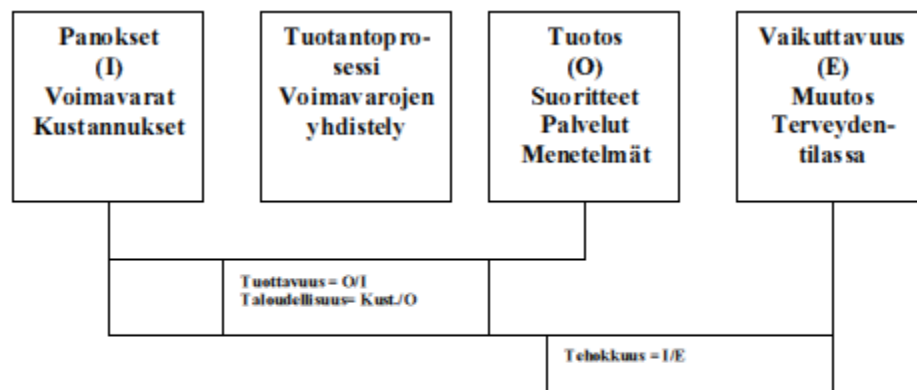 Panokset
(I)
Voimavarat
Kustannukset
Tuotantopro-
sessi
Voimavarojen
yhdistely
Tuotos
(O)
Suoritteet
Palvelut
Menetelmät
Vaikuttavuus
(E)
Muutos
Terveyden-
tilassa
Tuottavuus = O/I
Taloudellisuus= Kust./O
Tehokkuus = I/E